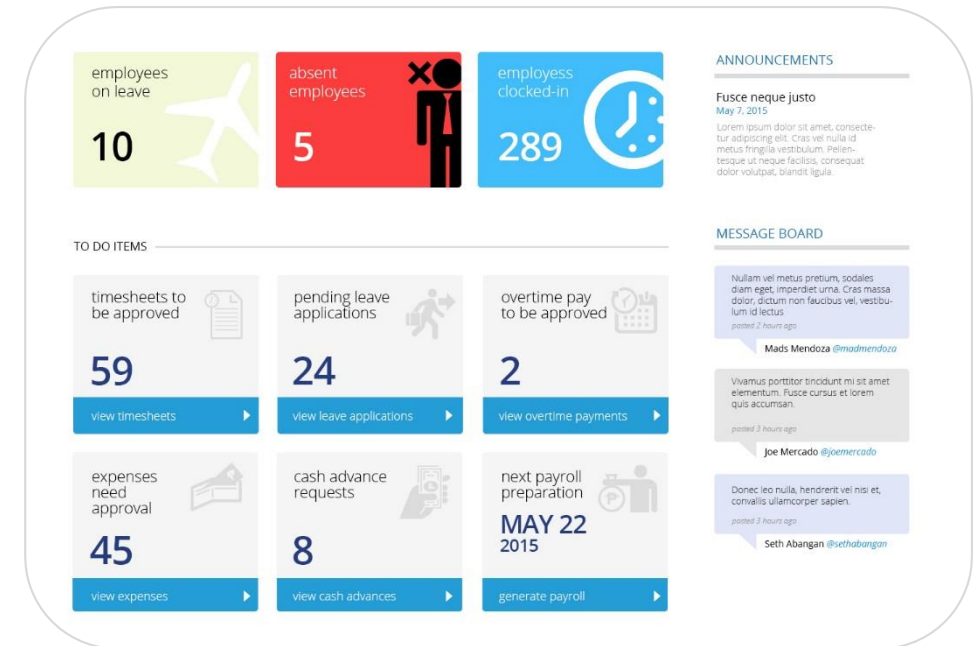 employees
on leave
10
absent
employees
5
employess
clocked-in
289
ANNOUNCEMENTS
Fusce neque justo
May 7, 2015
Lorem ipsum dolor sit amet, consecte-
tur adipiscing elit. Cras vel nulla id
metus fringilla vestibulum. Pellen-
tesque ut neque facilisis, consequat
dolor volutpat, blandit ligula.
TO DO ITEMS
timesheets to
be approved
59
view timesheets
pending leave
applications
24
view leave applications
overtime pay
to be approved
2
view overtime payments
expenses
need
approval
45
view expenses
cash advance
requests
8
view cash advances
next payroll
preparation
P
MAY 22
2015
generate payroll
MESSAGE BOARD
Nullam vel metus pretium, sodales
diam eget, imperdiet urna. Cras massa
dolor, dictum non faucibus vel, vestibu-
lum id lectus
posted 2 hours ago
Mads Mendoza @madmendoza
Vivamus porttitor tincidunt mi sit amet
elementum. Fusce cursus et lorem
quis accumsan.
posted 3 hours ago
Joe Mercado @joemercado
Donec leo nulla, hendrerit vel nisi et,
convallis ullamcorper sapien.
posted 3 hours ago
Seth Abangan @sethabangan